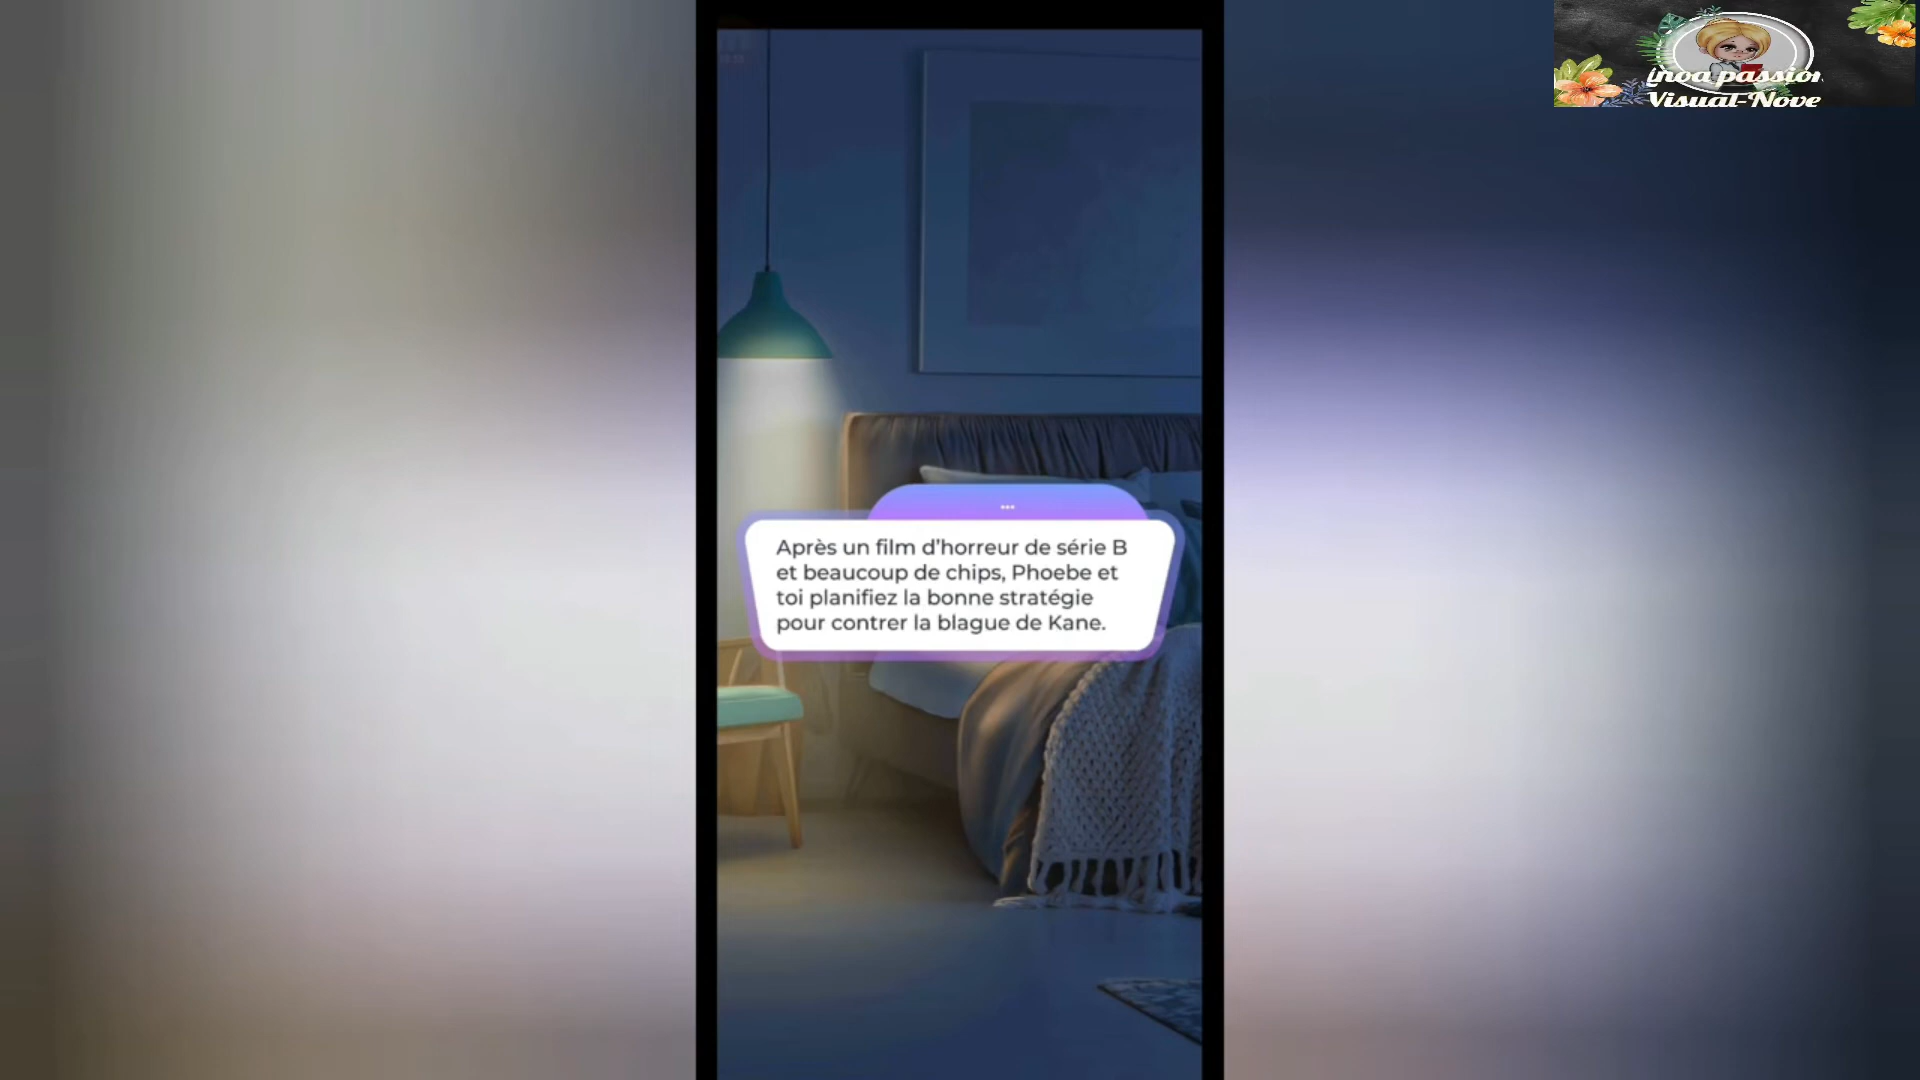 passion
Visual-Nove
...
Après un film d'horreur de série B
et beaucoup de chips, Phoebe et
toi planifiez la bonne stratégie
pour contrer la blague de Kane.